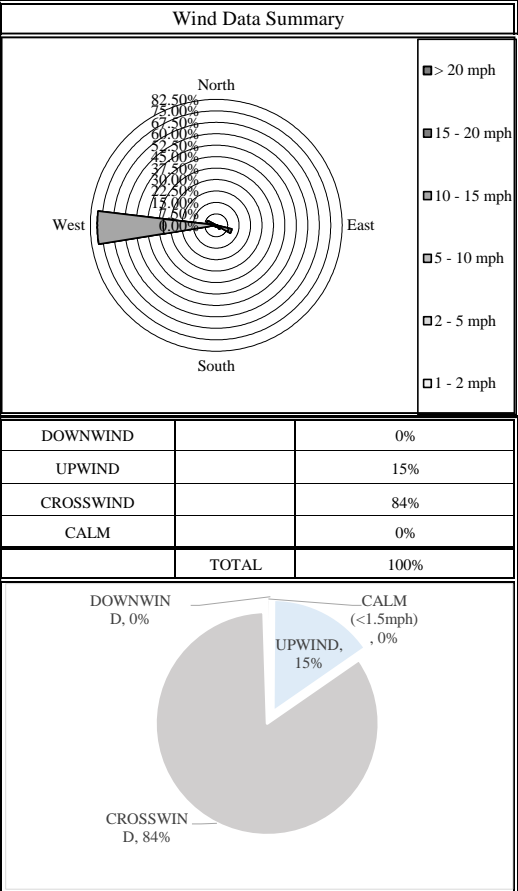 Wind Data Summary
North
82.50%
75.00%
67.50%
60.00%
52.50%
45.00%
37.50%
30.00%
22.50%
15.00%
7.50%
0.00%
West
East
South
> 20 mph
15 - 20 mph
10 - 15 mph
5 - 10 mph
2 - 5 mph
1 - 2 mph
DOWNWIND 0%
UPWIND 15%
CROSSWIND 84%
CALM 0%
TOTAL 100%
DOWNWIN
D, 0%
CALM
(<1.5mph)
, 0%
UPWIND,
15%
CROSSWIN
D, 84%